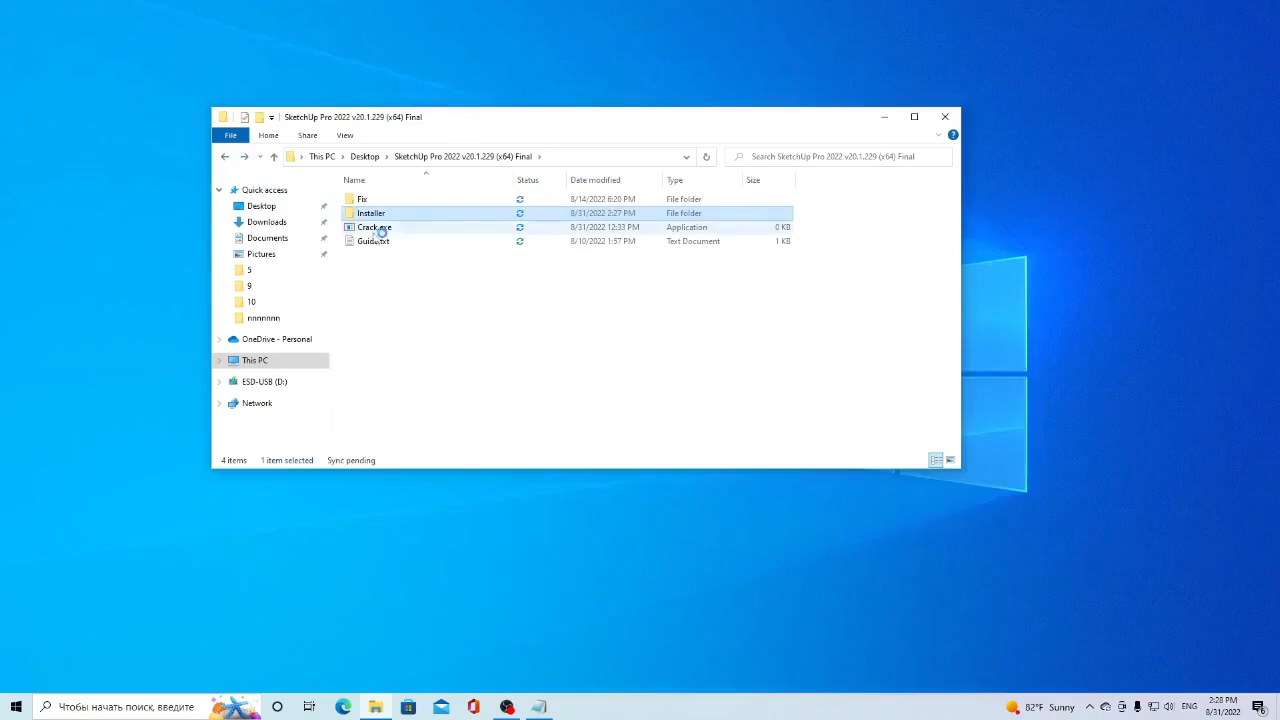 SketchUp Pro 2022 v20.1.229 (x64) Final
File Home Share View
This PC > Desktop > SketchUp Pro 2022 v20.1.229 (x64) Final >
Search SketchUp Pro 2022 v20.1.229 (x64) Final
Name Status Date modified Type Size
Quick access
Desktop
Downloads
Documents
Pictures
5
9
10
nnnnnnn
OneDrive - Personal
This PC
ESD-USB (D:)
Network
Fix 8/14/2022 6:20 PM File folder
Installer 8/31/2022 2:27 PM File folder
Crack.exe 8/31/2022 12:33 PM Application 0 KB
Guide.txt 8/10/2022 1:57 PM Text Document 1 KB
4 items 1 item selected Sync pending
Чтобы начать поиск, введите
82°F Sunny
ENG
2:28 PM
8/31/2022
6